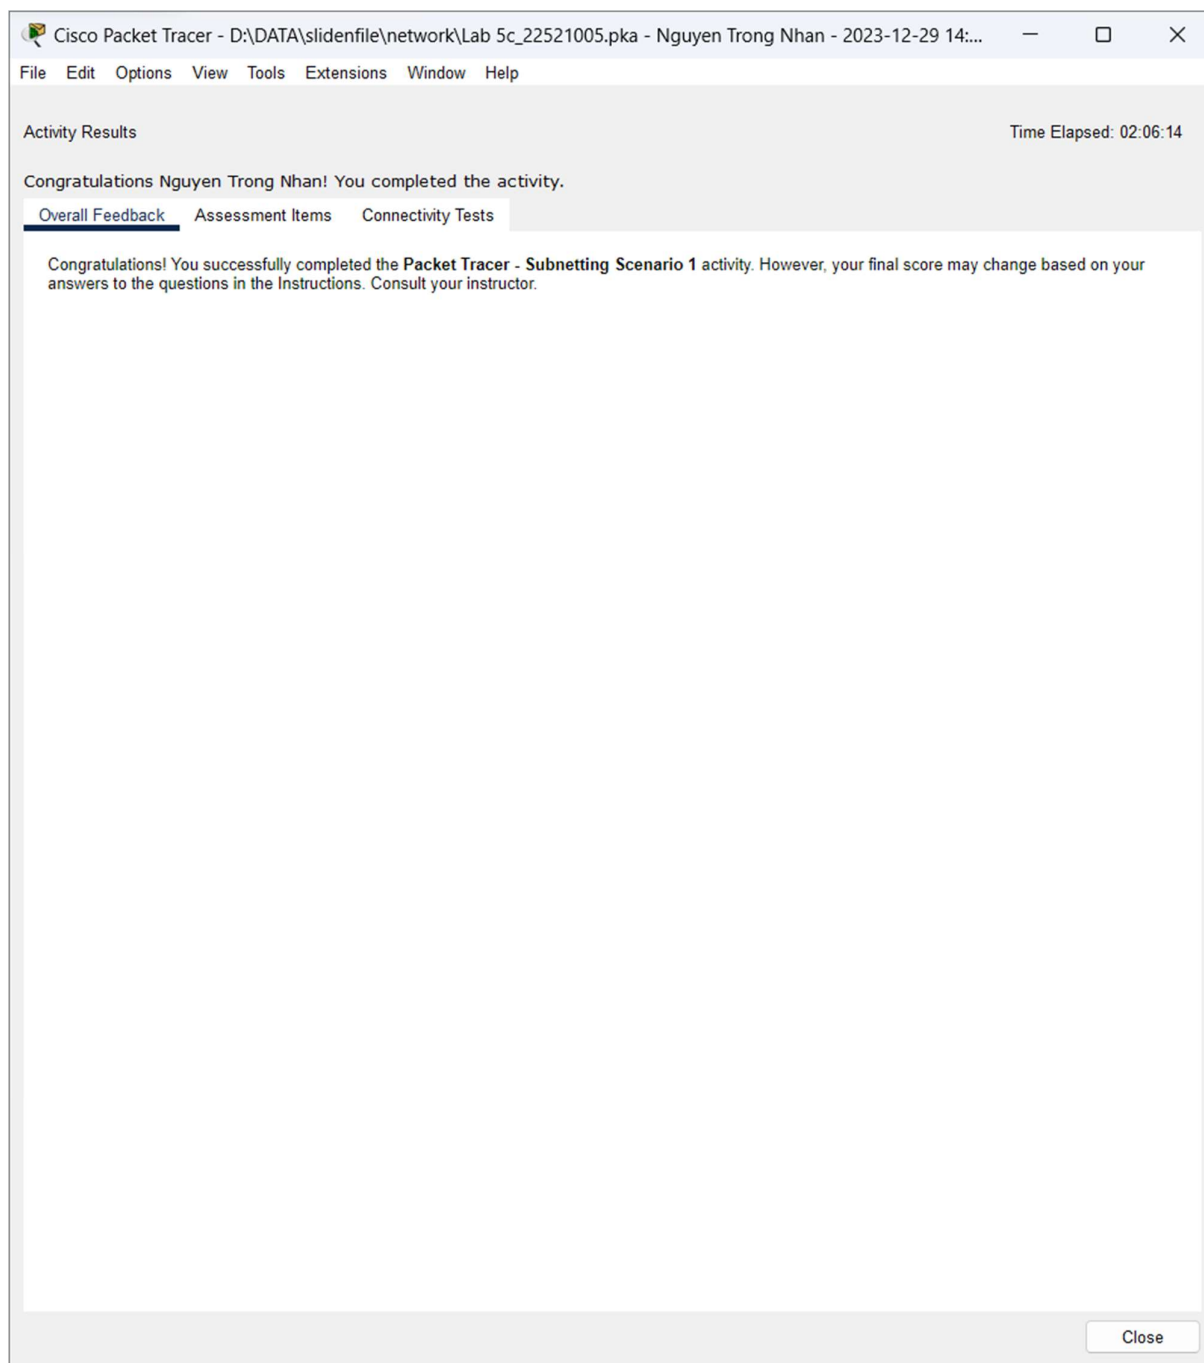 Cisco Packet Tracer - D:\DATA\slidenfile\network\Lab 5c_22521005.pka - Nguyen Trong Nhan - 2023-12-29 14:...
File Edit Options View Tools Extensions Window Help
Activity Results
Time Elapsed: 02:06:14
Congratulations Nguyen Trong Nhan! You completed the activity.
Overall Feedback Assessment Items Connectivity Tests
Congratulations! You successfully completed the Packet Tracer - Subnetting Scenario 1 activity. However, your final score may change based on your
answers to the questions in the Instructions. Consult your instructor.
Close